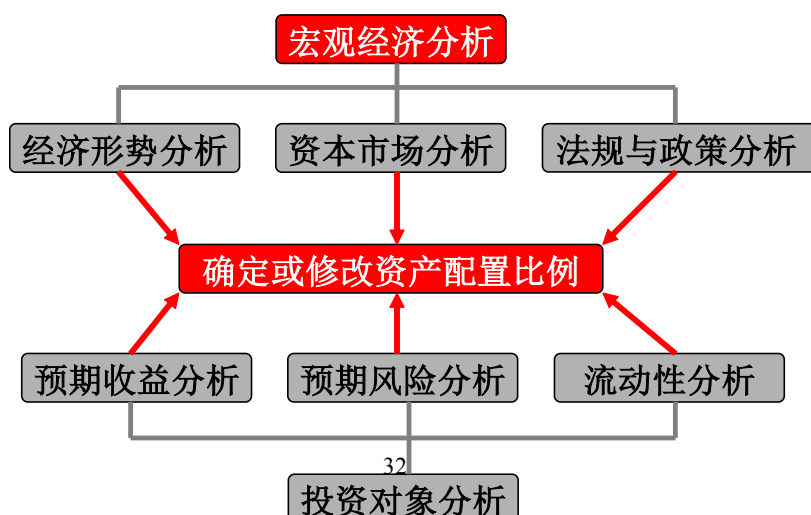 宏观经济分析
经济形势分析
资本市场分析
法规与政策分析
确定或修改资产配置比例
预期收益分析
预期风险分析
流动性分析
32
投资对象分析